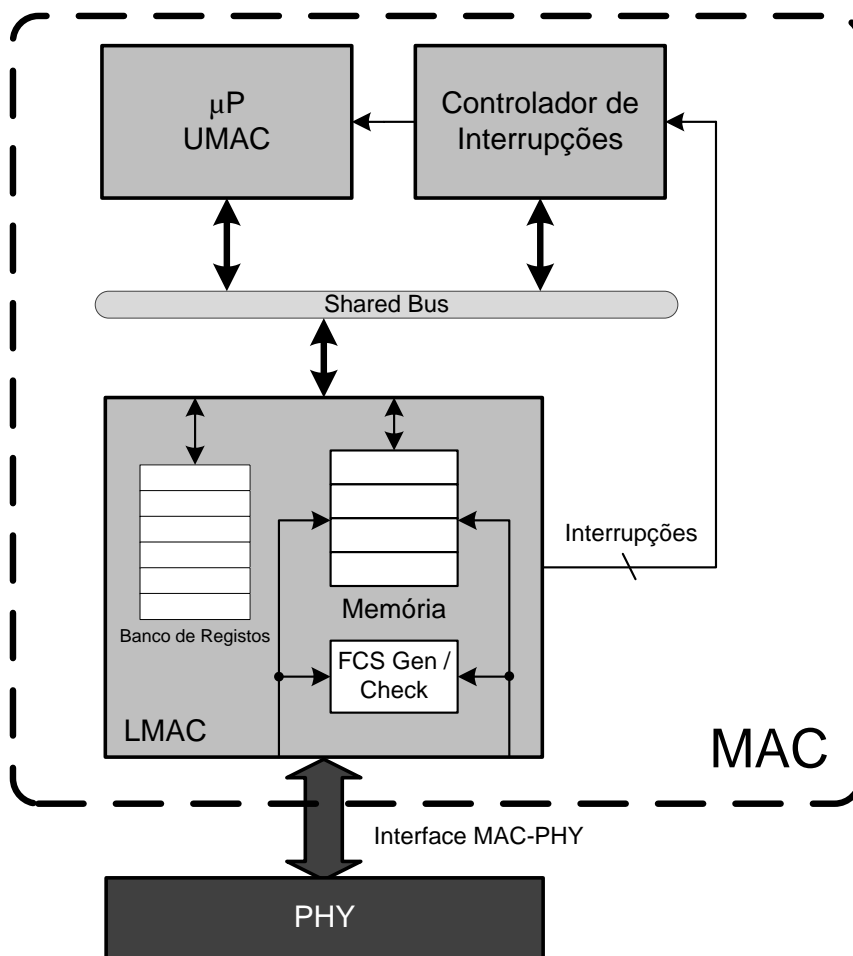 μP
UMAC
Controlador de
Interrupções
Shared Bus
Interrupções
Memória
Banco de Registos
FCS Gen /
Check
LMAC
MAC
Interface MAC-PHY
PHY